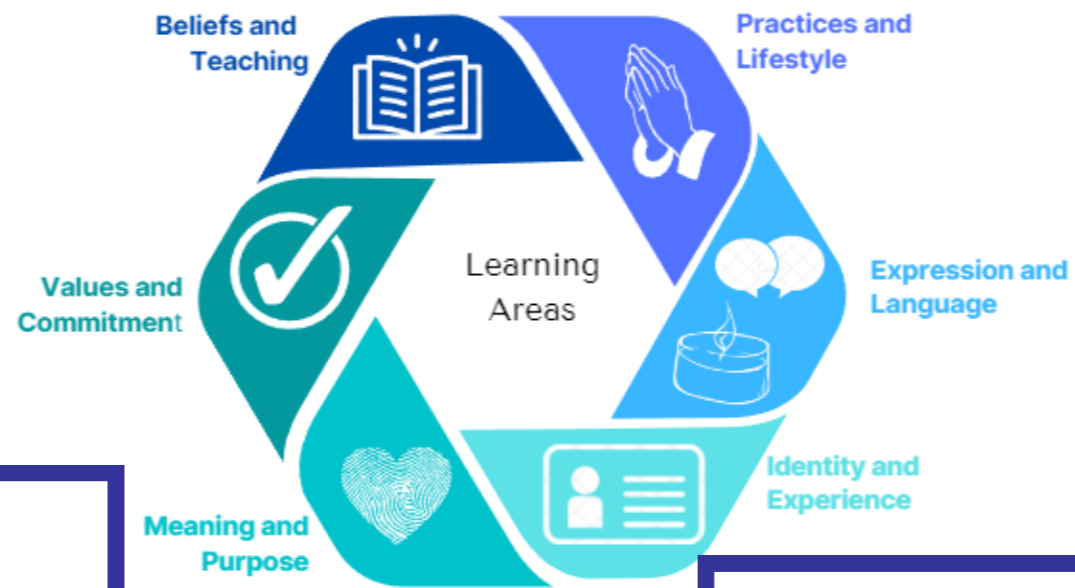 Beliefs and
Teaching
Practices and
Lifestyle
Learning
Areas
Expression and
Language
Values and
Commitment
Identity and
Experience
Meaning and
Purpose